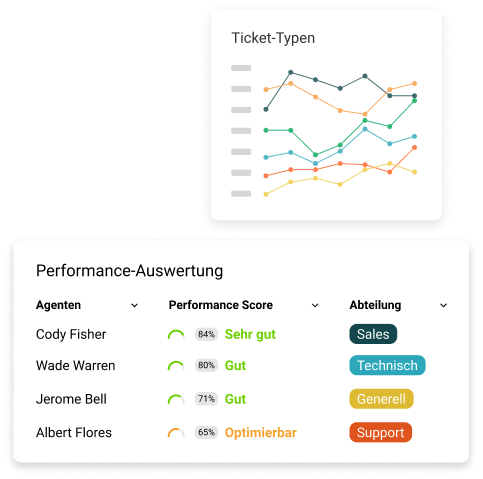 Ticket-Typen
Performance-Auswertung
Agenten Performance Score Abteilung
Cody Fisher 84% Sehr gut Sales
Wade Warren 80% Gut Technisch
Jerome Bell 71% Gut Generell
Albert Flores 65% Optimierbar Support